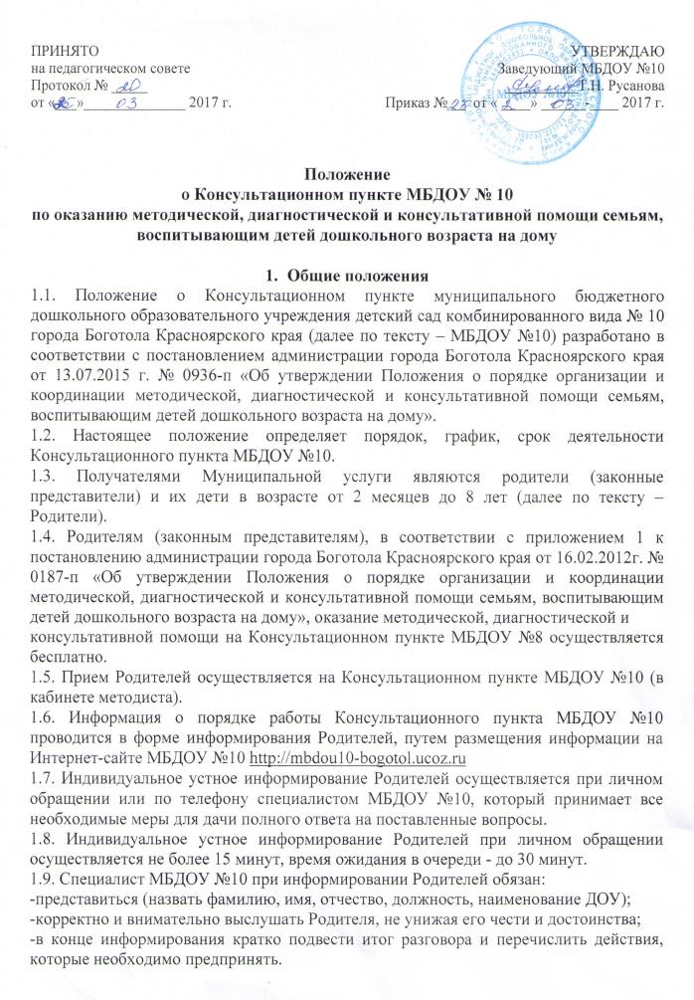 ПРИНЯТО
на педагогическом совете
Протокол № 20
от «    »  03  2017 г.
УТВЕРЖДАЮ
Заведующий МБДОУ №10
Т.Н. Русанова
Приказ № 23 от « 2 » 03 2017 г.
Положение
о Консультационном пункте МБДОУ № 10
по оказанию методической, диагностической и консультативной помощи семьям,
воспитывающим детей дошкольного возраста на дому
1. Общие положения
1.1. Положение о Консультационном пункте муниципального бюджетного
дошкольного образовательного учреждения детский сад комбинированного вида № 10
города Боготола Красноярского края (далее по тексту – МБДОУ №10) разработано в
соответствии с постановлением администрации города Боготола Красноярского края
от 13.07.2015 г. № 0936-п «Об утверждении Положения о порядке организации и
координации методической, диагностической и консультативной помощи семьям,
воспитывающим детей дошкольного возраста на дому».
1.2. Настоящее положение определяет порядок, график, срок деятельности
Консультационного пункта МБДОУ №10.
1.3. Получателями Муниципальной услуги являются родители (законные
представители) и их дети в возрасте от 2 месяцев до 8 лет (далее по тексту –
Родители).
1.4. Родителям (законным представителям), в соответствии с приложением 1 к
постановлению администрации города Боготола Красноярского края от 16.02.2012г. №
0187-п «Об утверждении Положения о порядке организации и координации
методической, диагностической и консультативной помощи семьям, воспитывающим
детей дошкольного возраста на дому», оказание методической, диагностической и
консультативной помощи на Консультационном пункте МБДОУ №8 осуществляется
бесплатно.
1.5. Прием Родителей осуществляется на Консультационном пункте МБДОУ №10 (в
кабинете методиста).
1.6. Информация о порядке работы Консультационного пункта МБДОУ №10
проводится в форме информирования Родителей, путем размещения информации на
Интернет-сайте МБДОУ №10 http://mbdou10-bogotol.ucoz.ru
1.7. Индивидуальное устное информирование Родителей осуществляется при личном
обращении или по телефону специалистом МБДОУ №10, который принимает все
необходимые меры для дачи полного ответа на поставленные вопросы.
1.8. Индивидуальное устное информирование Родителей при личном обращении
осуществляется не более 15 минут, время ожидания в очереди - до 30 минут.
1.9. Специалист МБДОУ №10 при информировании Родителей обязан:
-представиться (назвать фамилию, имя, отчество, должность, наименование ДОУ);
-корректно и внимательно выслушать Родителя, не унижая его чести и достоинства;
-в конце информирования кратко подвести итог разговора и перечислить действия,
которые необходимо предпринять.